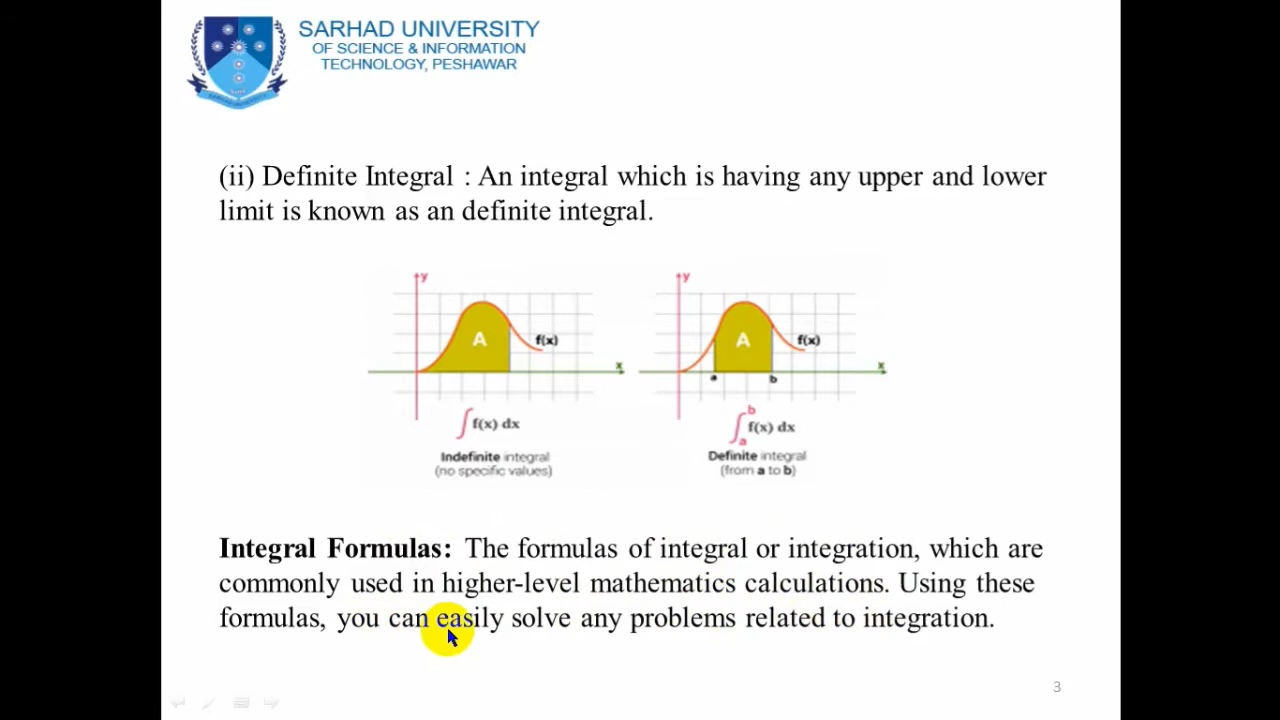 SARHAD UNIVERSITY
OF SCIENCE & INFORMATION
TECHNOLOGY, PESHAWAR
(ii) Definite Integral : An integral which is having any upper and lower
limit is known as an definite integral.
y
A
f(x)
x
∫ f(x) dx
Indefinite integral
(no specific values)
y
A
f(x)
x
a b
∫_a^b f(x) dx
Definite integral
(from a to b)
Integral Formulas: The formulas of integral or integration, which are
commonly used in higher-level mathematics calculations. Using these
formulas, you can easily solve any problems related to integration.
3